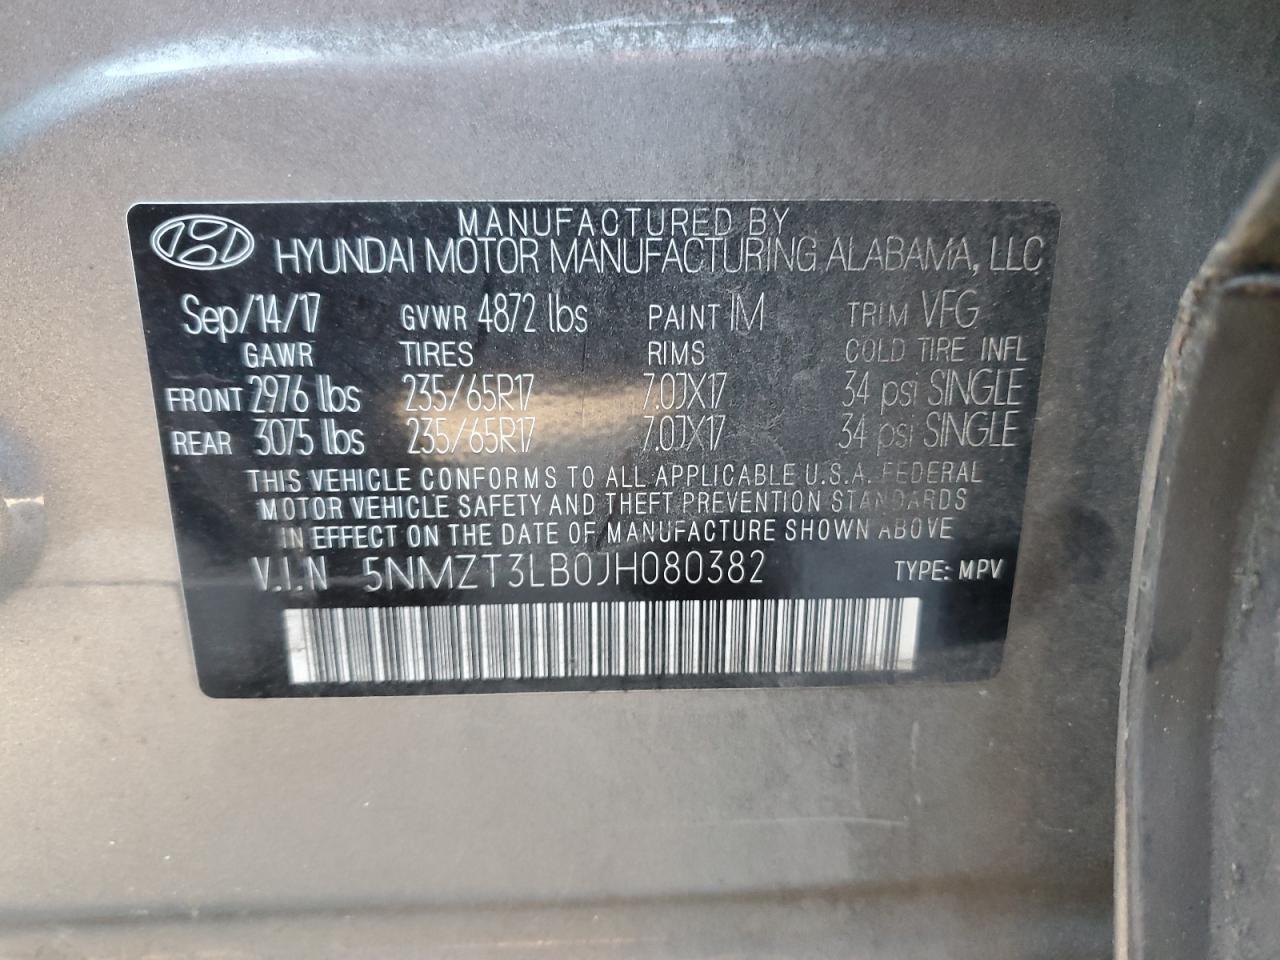 MANUFACTURED BY
HYUNDAI MOTOR MANUFACTURING ALABAMA, LLC
Sep/14/17 GVWR 4872 lbs PAINT 1M TRIM VFG
GAWR TIRES RIMS COLD TIRE INFL
FRONT 2976 lbs 235/65R17 7.0JX17 34 psi SINGLE
REAR 3075 lbs 235/65R17 7.0JX17 34 psi SINGLE
THIS VEHICLE CONFORMS TO ALL APPLICABLE U.S.A. FEDERAL
MOTOR VEHICLE SAFETY AND THEFT PREVENTION STANDARDS
IN EFFECT ON THE DATE OF MANUFACTURE SHOWN ABOVE
V.I.N 5NMZT3LB0JH080382 TYPE: MPV